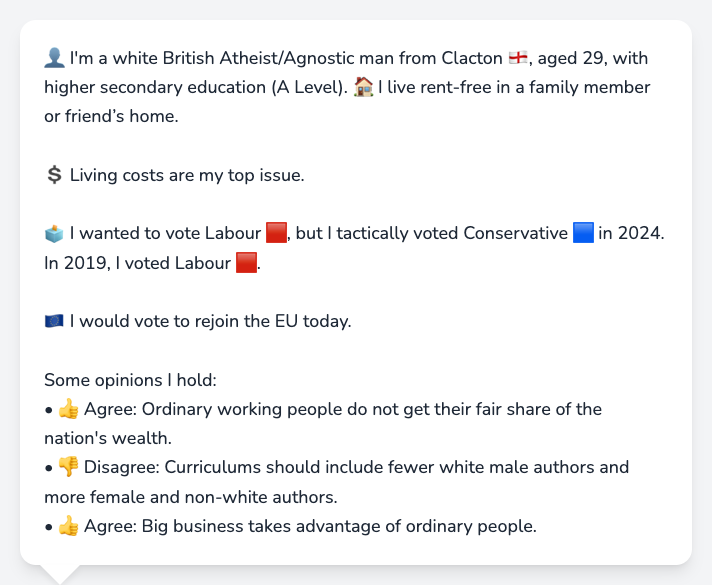 👤 I'm a white British Atheist/Agnostic man from Clacton 🏴󠁧󠁢󠁥󠁮󠁧󠁿, aged 29, with
higher secondary education (A Level). 🏠 I live rent-free in a family member
or friend’s home.
💲 Living costs are my top issue.
🗳️ I wanted to vote Labour 🟥, but I tactically voted Conservative 🟦 in 2024.
In 2019, I voted Labour 🟥.
🇪🇺 I would vote to rejoin the EU today.
Some opinions I hold:
• 👍 Agree: Ordinary working people do not get their fair share of the
nation's wealth.
• 👎 Disagree: Curriculums should include fewer white male authors and
more female and non-white authors.
• 👍 Agree: Big business takes advantage of ordinary people.